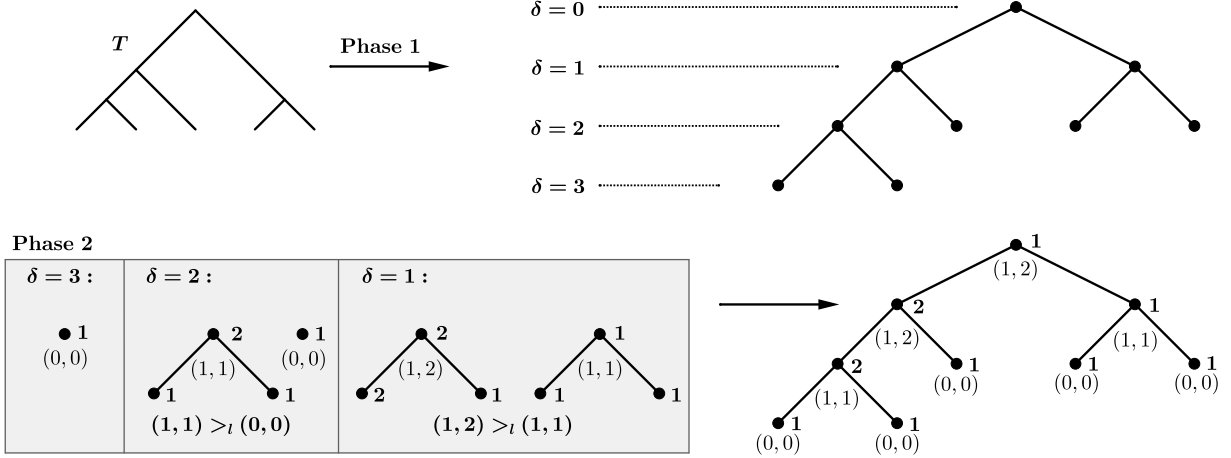 T
Phase 1
δ = 0
δ = 1
δ = 2
δ = 3
Phase 2
δ = 3 :
1
(0, 0)
δ = 2 :
2
(1, 1)
1
1
1
(0, 0)
(1, 1) >l (0, 0)
δ = 1 :
2
(1, 2)
2
1
1
(1, 1)
1
1
(1, 2) >l (1, 1)
1
(1, 2)
2
(1, 2)
1
(1, 1)
2
(1, 1)
1
(0, 0)
1
(0, 0)
1
(0, 0)
1
(0, 0)
1
(0, 0)